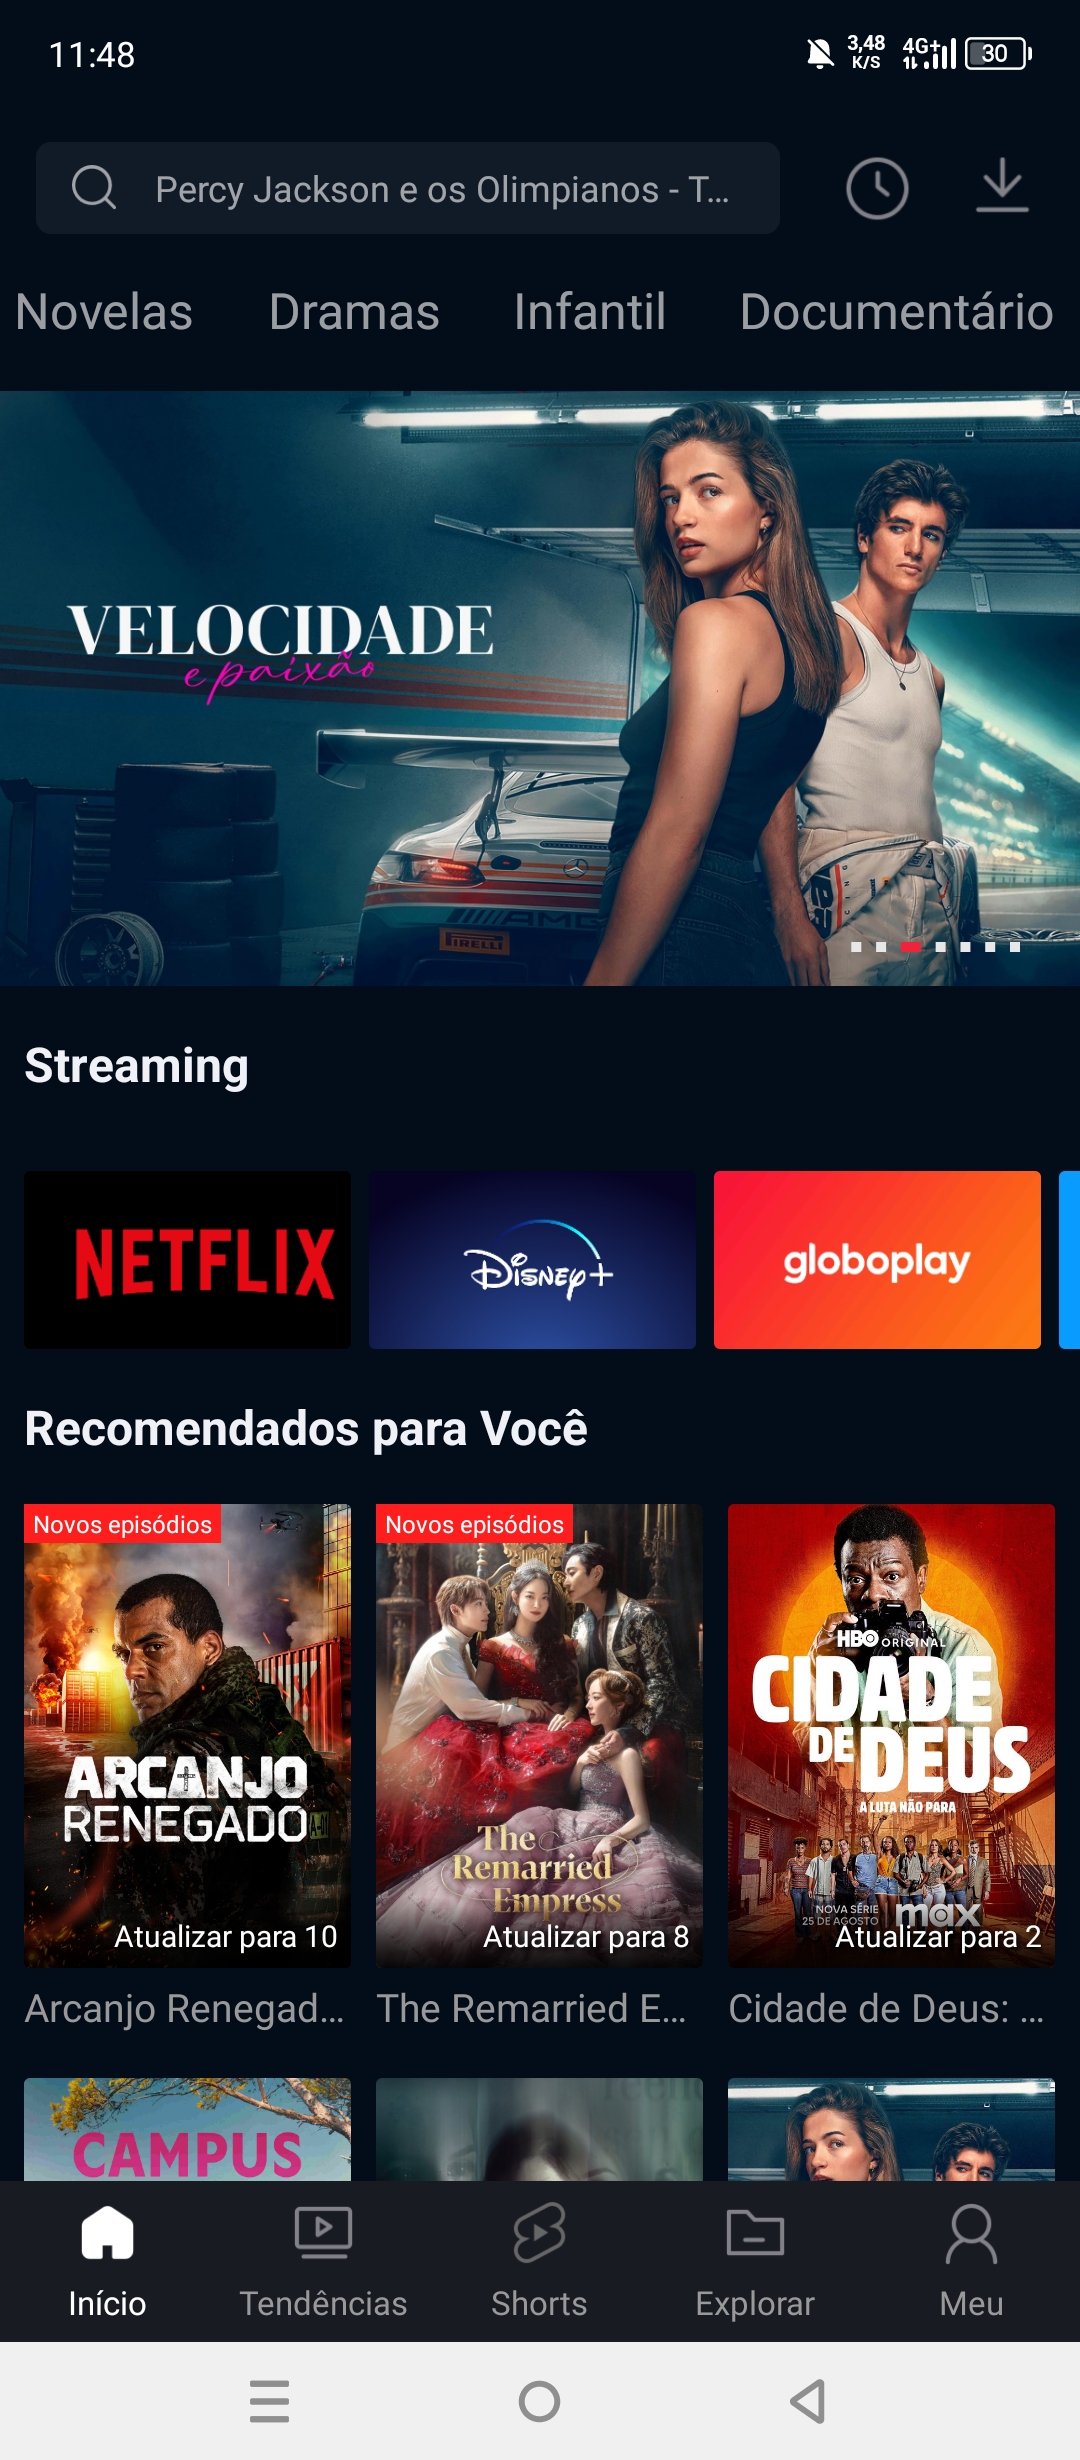 11:48
3,48 K/S
4G+
30
Percy Jackson e os Olimpianos - T...
Novelas
Dramas
Infantil
Documentário
VELOCIDADE
e paixão
AMG
PIRELLI
Streaming
NETFLIX
Disney+
globoplay
Recomendados para Você
Novos episódios
ARCANJO
RENEGADO
Atualizar para 10
Arcanjo Renegad...
Novos episódios
The
Remarried
Empress
Atualizar para 8
The Remarried E...
HBO ORIGINAL
CIDADE
DE DEUS
A LUTA NÃO PARA
NOVA SÉRIE
25 DE AGOSTO
max
Atualizar para 2
Cidade de Deus: ...
CAMPUS
Início
Tendências
Shorts
Explorar
Meu